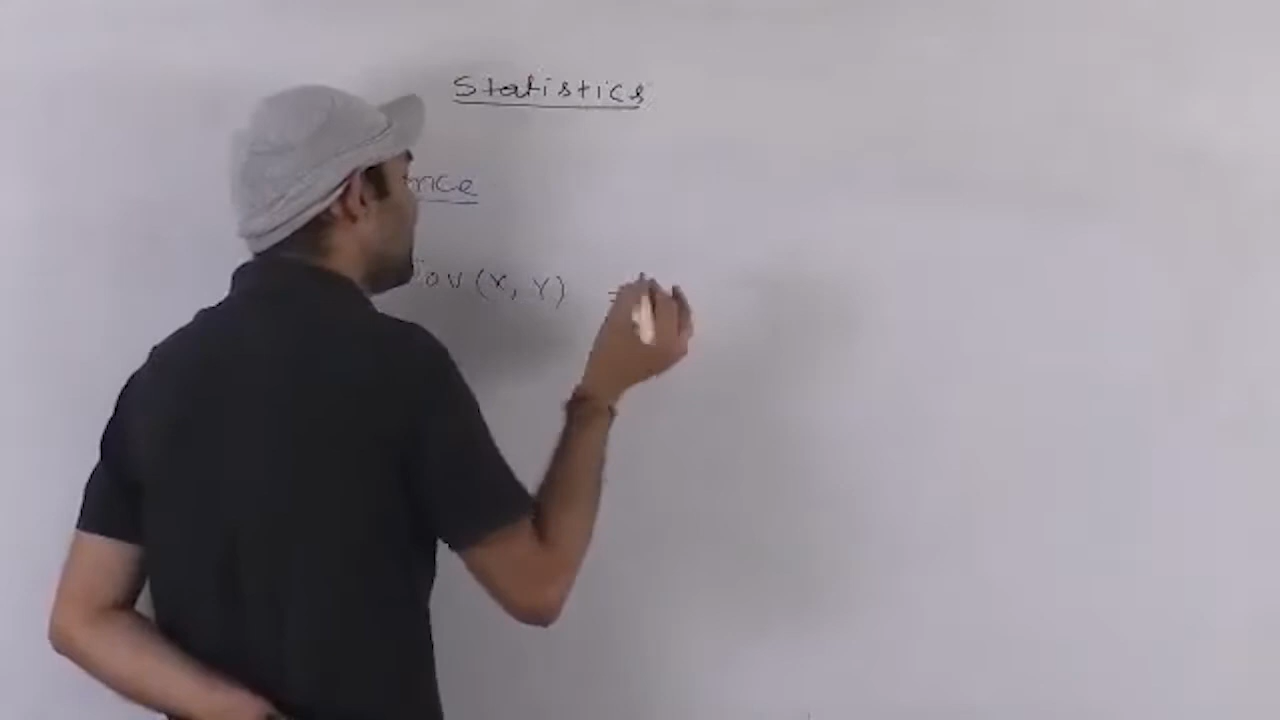 Statistics
nce
ov (X, Y) =